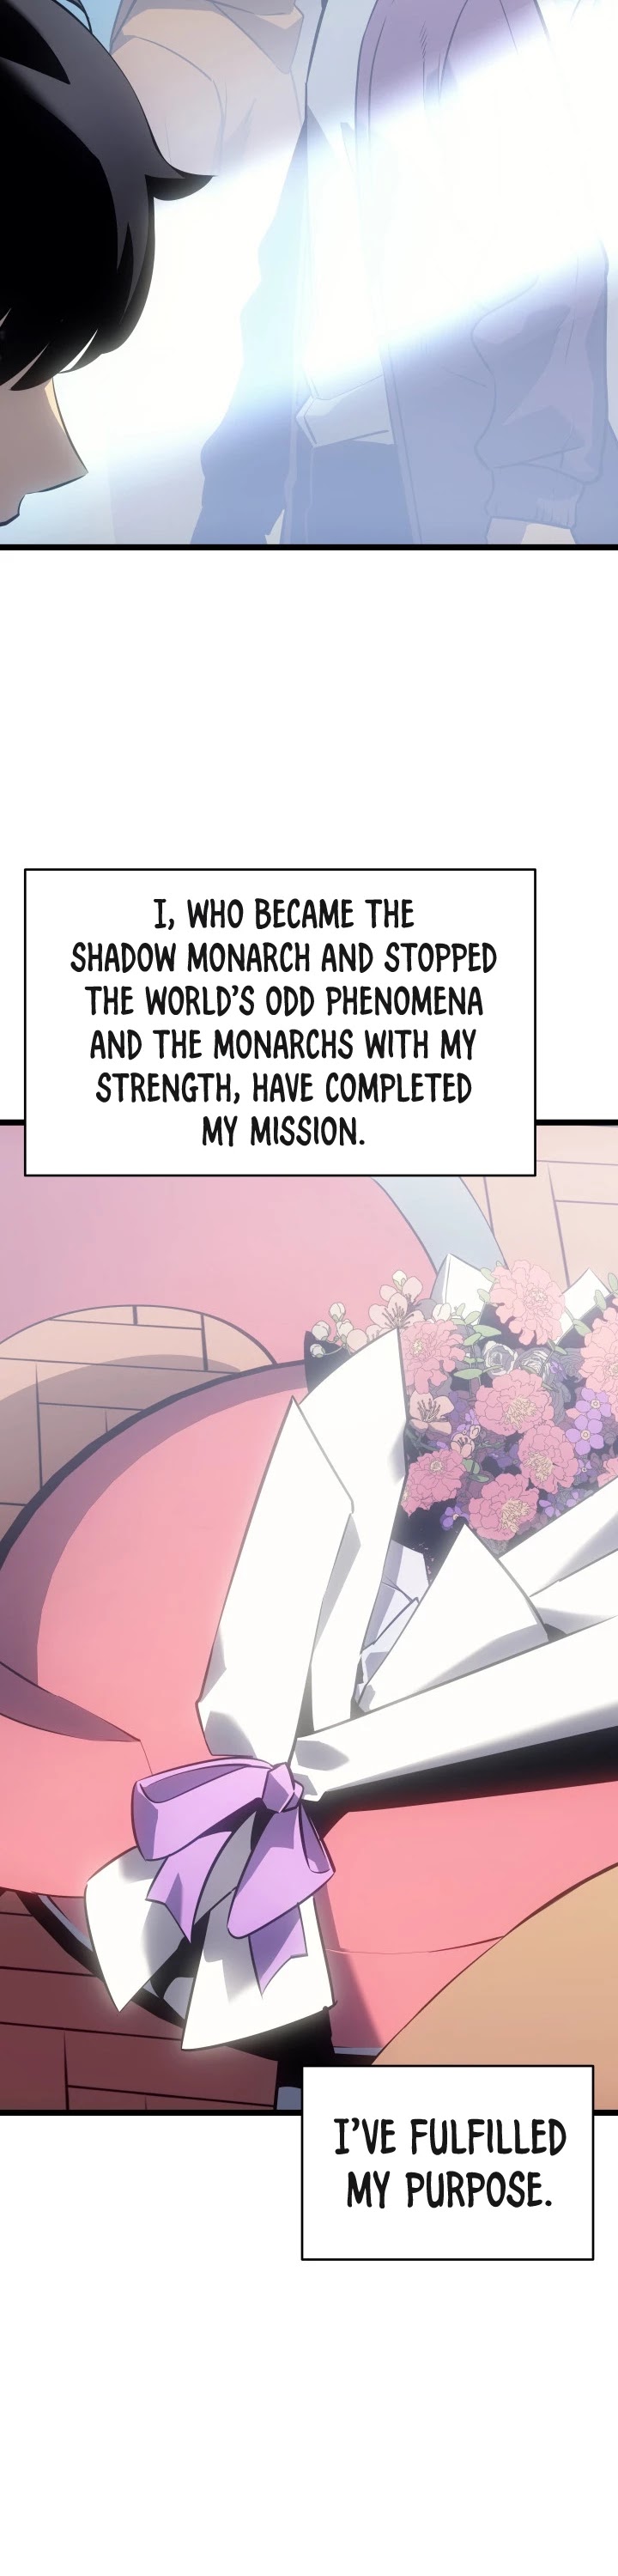 I, WHO BECAME THE
SHADOW MONARCH AND STOPPED
THE WORLD'S ODD PHENOMENA
AND THE MONARCHS WITH MY
STRENGTH, HAVE COMPLETED
MY MISSION.
I'VE FULFILLED
MY PURPOSE.